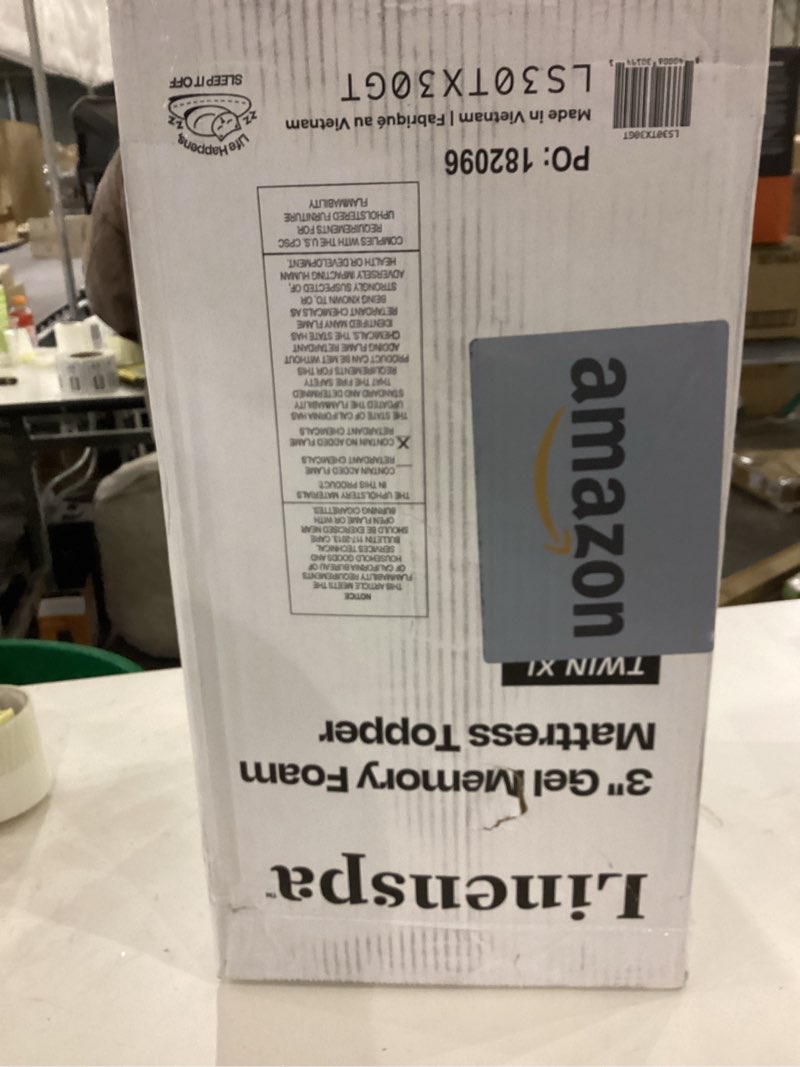 Linenspa™
3" Gel Memory Foam
Mattress Topper
TWIN XL
amazon
NOTICE
THIS ARTICLE MEETS THE
FLAMMABILITY REQUIREMENTS
OF CALIFORNIA BUREAU OF
HOUSEHOLD GOODS AND
SERVICES TECHNICAL
BULLETIN 117-2013. CARE
SHOULD BE EXERCISED NEAR
OPEN FLAME OR WITH
BURNING CIGARETTES.
THE UPHOLSTERY MATERIALS
IN THIS PRODUCT:
CONTAIN ADDED FLAME
RETARDANT CHEMICALS
X CONTAIN NO ADDED FLAME
RETARDANT CHEMICALS
THE STATE OF CALIFORNIA HAS
UPDATED THE FLAMMABILITY
STANDARD AND DETERMINED
THAT THE FIRE SAFETY
REQUIREMENTS FOR THIS
PRODUCT CAN BE MET WITHOUT
ADDING FLAME RETARDANT
CHEMICALS. THE STATE HAS
IDENTIFIED MANY FLAME
RETARDANT CHEMICALS AS
BEING KNOWN TO, OR
STRONGLY SUSPECTED OF,
ADVERSELY IMPACTING HUMAN
HEALTH OR DEVELOPMENT.
COMPLIES WITH THE U.S. CPSC
REQUIREMENTS FOR
UPHOLSTERED FURNITURE
FLAMMABILITY
PO: 182096
Made in Vietnam | Fabriqué au Vietnam
LS30TX30GT
LS30TX30GT
Life Happens,
ZZ
ZZ
SLEEP IT OFF